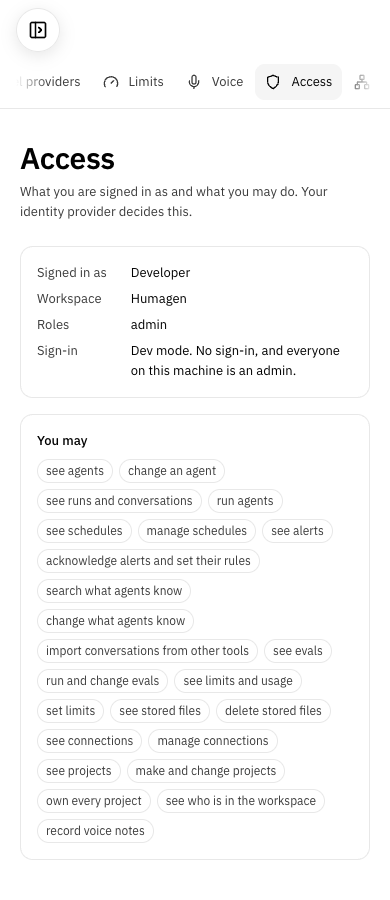 providers Limits Voice Access
Access
What you are signed in as and what you may do. Your
identity provider decides this.
Signed in as Developer
Workspace Humagen
Roles admin
Sign-in Dev mode. No sign-in, and everyone
on this machine is an admin.
You may
see agents change an agent
see runs and conversations run agents
see schedules manage schedules see alerts
acknowledge alerts and set their rules
search what agents know
change what agents know
import conversations from other tools see evals
run and change evals see limits and usage
set limits see stored files delete stored files
see connections manage connections
see projects make and change projects
own every project see who is in the workspace
record voice notes